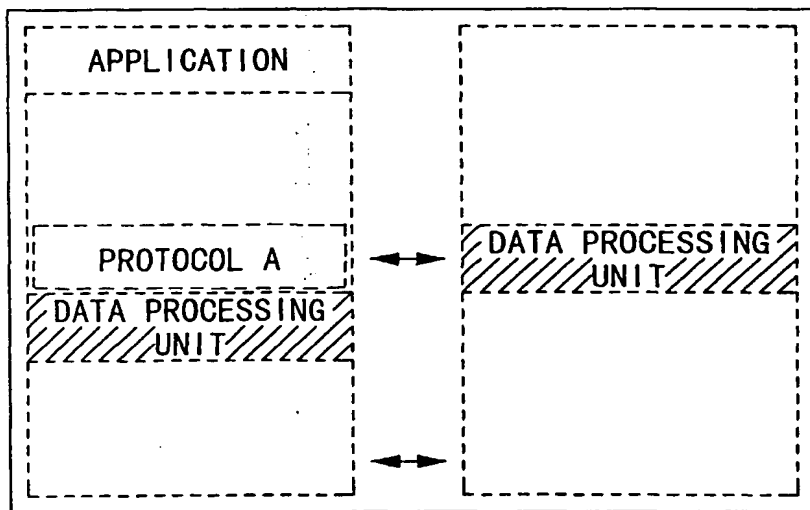 APPLICATION
PROTOCOL A
DATA PROCESSING
UNIT
DATA PROCESSING
UNIT